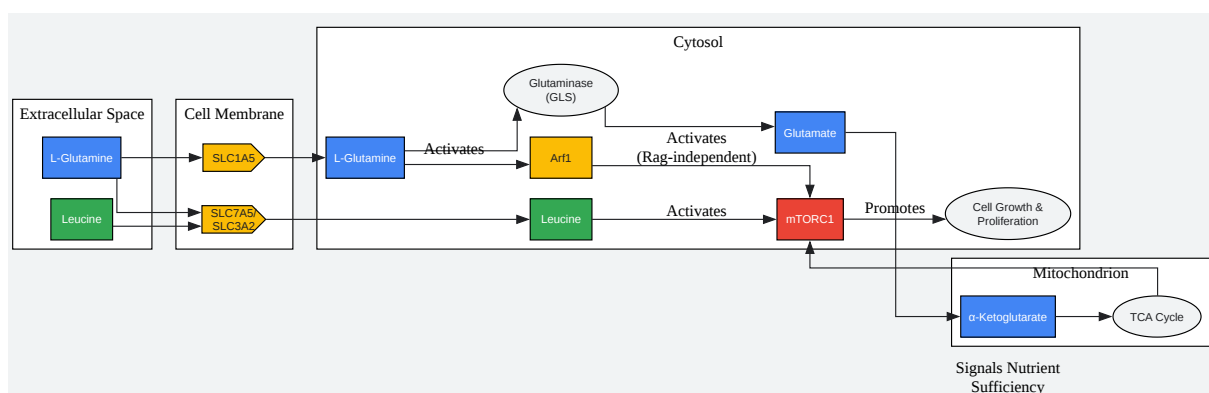 Extracellular Space
L-Glutamine
Leucine
Cell Membrane
SLC1A5
SLC7A5/
SLC3A2
Cytosol
L-Glutamine
Activates
Glutaminase
(GLS)
Arf1
Leucine
Activates
(Rag-independent)
Activates
Glutamate
mTORC1
Promotes
Cell Growth &
Proliferation
Mitochondrion
α-Ketoglutarate
TCA Cycle
Signals Nutrient
Sufficiency